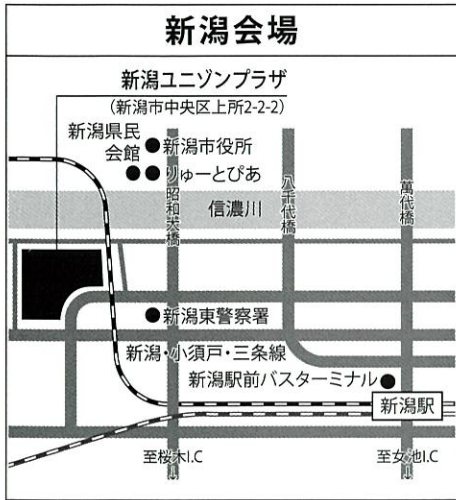 新潟会場
新潟ユニゾンプラザ
(新潟市中央区上所2-2-2)
新潟県民
会館
新潟市役所
りゅーとぴあ
昭和大橋
八千代橋
萬代橋
信濃川
新潟東警察署
新潟・小須戸・三条線
新潟駅前バスターミナル
新潟駅
至桜木I.C
至女池I.C